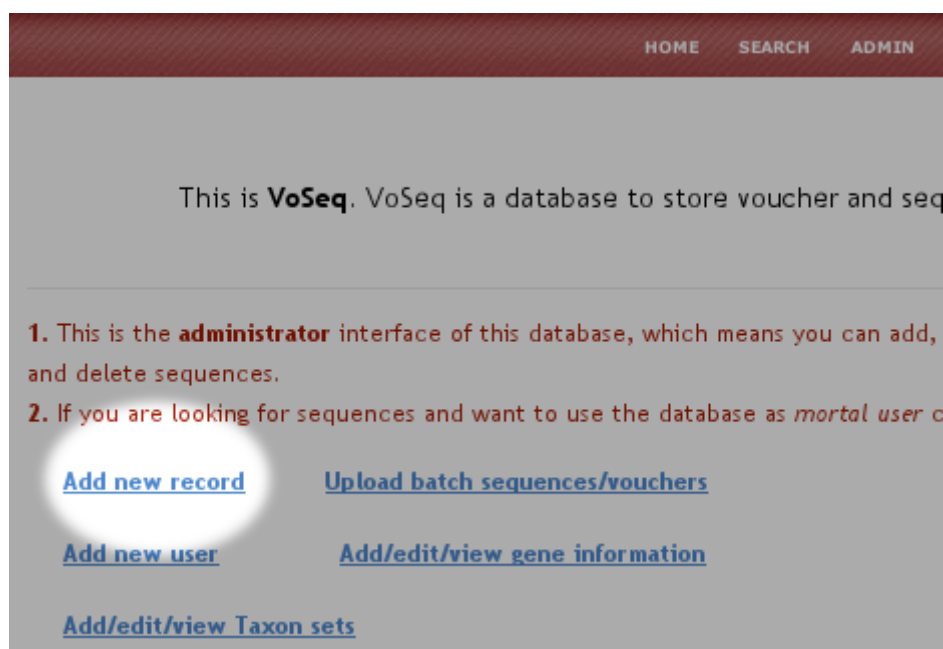 HOME SEARCH ADMIN
This is VoSeq. VoSeq is a database to store voucher and seq
1. This is the administrator interface of this database, which means you can add,
and delete sequences.
2. If you are looking for sequences and want to use the database as mortal user c
Add new record Upload batch sequences/vouchers
Add new user Add/edit/view gene information
Add/edit/view Taxon sets